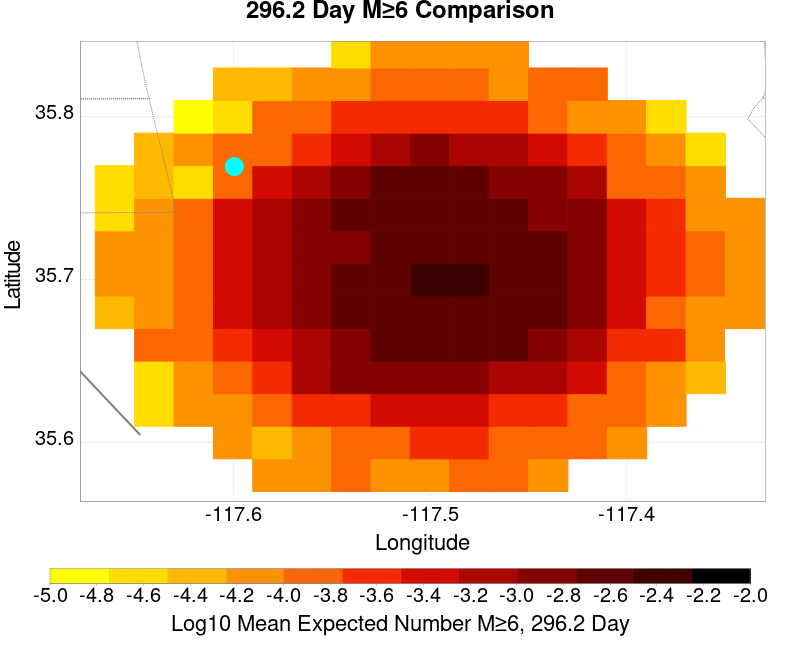 296.2 Day M≥6 Comparison
35.8
35.7
35.6
Latitude
-117.6 -117.5 -117.4
Longitude
-5.0 -4.8 -4.6 -4.4 -4.2 -4.0 -3.8 -3.6 -3.4 -3.2 -3.0 -2.8 -2.6 -2.4 -2.2 -2.0
Log10 Mean Expected Number M≥6, 296.2 Day